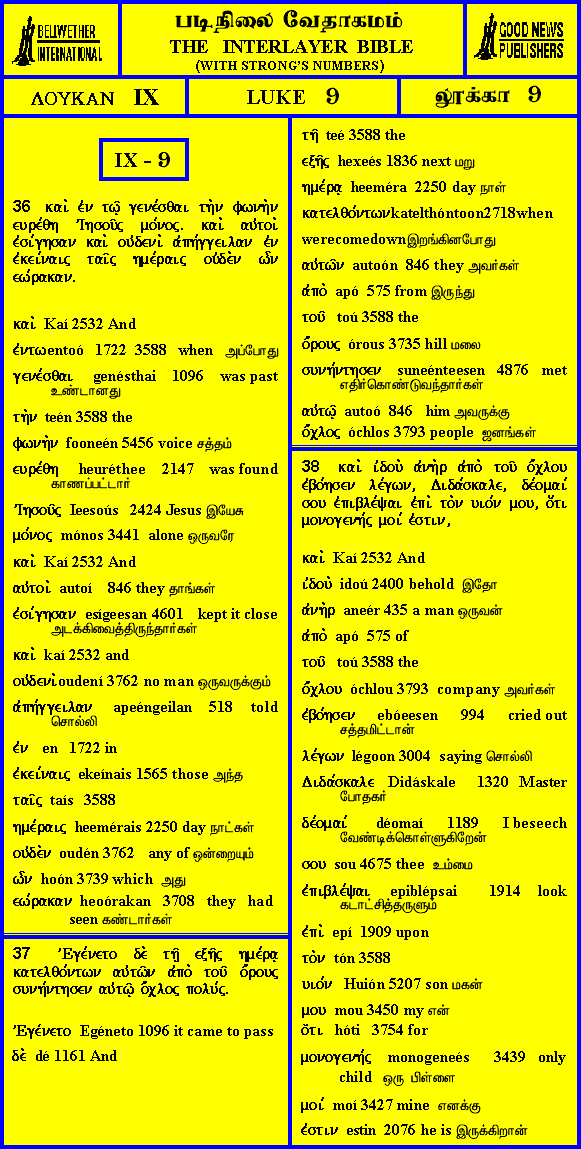 BELLWETHER
INTERNATIONAL
படிநிலை வேதாகமம்
THE INTERLAYER BIBLE
(WITH STRONG'S NUMBERS)
GOOD NEWS
PUBLISHERS
ΛΟΥΚΑΝ IX
LUKE 9
லூக்கா 9
IX - 9
36 καὶ ἐν τῷ γενέσθαι τὴν φωνὴν
ευρέθη Ἰησοῦς μόνος. καὶ αὐτοὶ
ἐσίγησαν καὶ οὐδενὶ ἀπήγγειλαν ἐν
ἐκείναις ταῖς ημέραις οὐδὲν ὧν
εώρακαν.
καὶ Kaí 2532 And
ἐντωentoó 1722 3588 when அப்போது
γενέσθαι genésthai 1096 was past
உண்டானது
τὴν teén 3588 the
φωνὴν fooneén 5456 voice சத்தம்
ευρέθη heuréthee 2147 was found
காணப்பட்டார்
Ἰησοῦς Ieesoús 2424 Jesus இயேசு
μόνος mónos 3441 alone ஒருவரே
καὶ Kaí 2532 And
αὐτοὶ autoí 846 they தாங்கள்
ἐσίγησαν esígeesan 4601 kept it close
அடக்கிவைத்திருந்தார்கள்
καὶ kaí 2532 and
οὐδενὶoudení 3762 no man ஒருவருக்கும்
ἀπήγγειλαν apeéngeilan 518 told
சொல்லி
ἐν en 1722 in
ἐκείναις ekeínais 1565 those அந்த
ταῖς taís 3588
ημέραις heemérais 2250 day நாட்கள்
οὐδὲν oudén 3762 any of ஒன்றையும்
ὧν hoón 3739 which அது
εώρακαν heoórakan 3708 they had
seen கண்டார்கள்
37 Ἐγένετο δὲ τῇ εξῆς ημέρᾳ
κατελθόντων αὐτῶν ἀπὸ τοῦ ὄρους
συνήντησεν αὐτῷ ὄχλος πολύς.
Ἐγένετο Egéneto 1096 it came to pass
δὲ dé 1161 And
τῇ teé 3588 the
εξῆς hexeés 1836 next மறு
ημέρᾳ heeméra 2250 day நாள்
κατελθόντωνkatelthóntoon2718when
werecomedownஇறங்கினபோது
αὐτῶν autoón 846 they அவர்கள்
ἀπὸ apó 575 from இருந்து
τοῦ toú 3588 the
ὄρους órous 3735 hill மலை
συνήντησεν suneénteesen 4876 met
எதிர்கொண்டுவந்தார்கள்
αὐτῷ autoó 846 him அவருக்கு
ὄχλος óchlos 3793 people ஜனங்கள்
38 καὶ ἰδοὺ ἀνὴρ ἀπὸ τοῦ ὄχλου
ἐβόησεν λέγων, Διδάσκαλε, δέομαί
σου ἐπιβλέψαι ἐπὶ τὸν υιόν μου, ὅτι
μονογενής μοί ἐστιν,
καὶ Kaí 2532 And
ἰδοὺ idoú 2400 behold இதோ
ἀνὴρ aneér 435 a man ஒருவன்
ἀπὸ apó 575 of
τοῦ toú 3588 the
ὄχλου óchlou 3793 company அவர்கள்
ἐβόησεν ebóeesen 994 cried out
சத்தமிட்டான்
λέγων légoon 3004 saying சொல்லி
Διδάσκαλε Didáskale 1320 Master
போதகர்
δέομαί déomaí 1189 I beseech
வேண்டிக்கொள்ளுகிறேன்
σου sou 4675 thee உம்மை
ἐπιβλέψαι epiblépsai 1914 look
கடாட்சித்தருளும்
ἐπὶ epí 1909 upon
τὸν tón 3588
υιόν Huión 5207 son மகன்
μου mou 3450 my என்
ὅτι hóti 3754 for
μονογενής monogeneés 3439 only
child ஒரு பிள்ளை
μοί moí 3427 mine எனக்கு
ἐστιν estin 2076 he is இருக்கிறான்